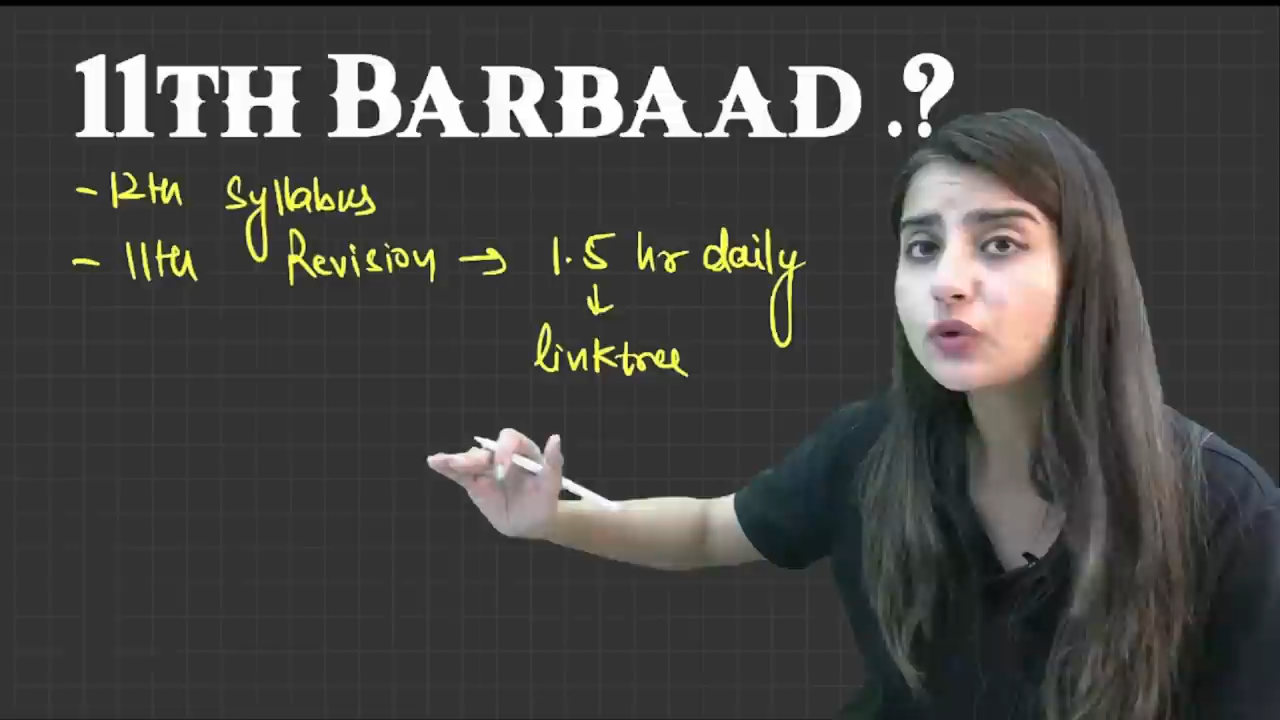 11TH BARBAAD .?
- 12th Syllabus
- 11th Revision → 1.5 hr daily
↓
linktree